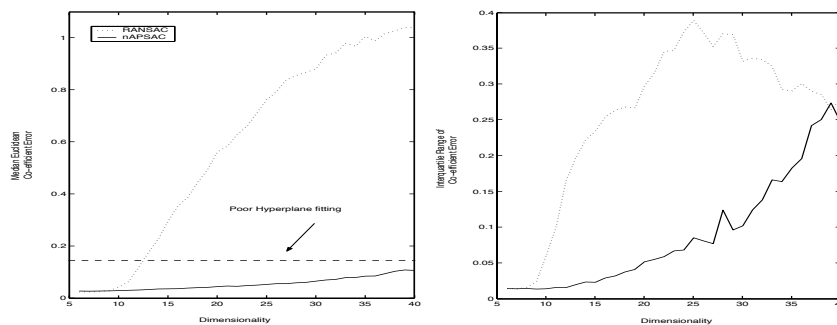 RANSAC
nAPSAC
1
0.8
0.6
0.4
0.2
0
Median Euclidean
Co-efficient Error
Poor Hyperplane fitting
5 10 15 20 25 30 35 40
Dimensionality
0.4
0.35
0.3
0.25
0.2
0.15
0.1
0.05
0
Interquartile Range of
Co-efficient Error
5 10 15 20 25 30 35 40
Dimensionality